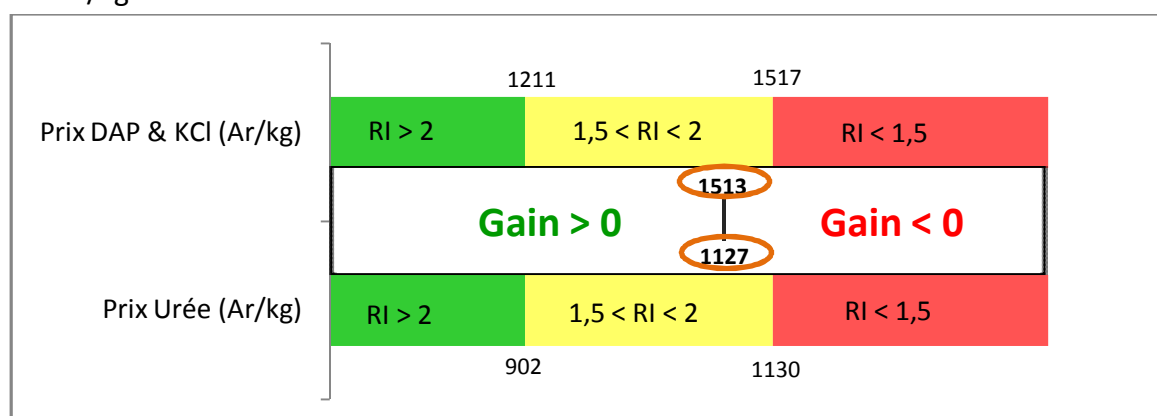 1211 1517
Prix DAP & KCl (Ar/kg) RI > 2 1,5 < RI < 2 RI < 1,5
1513
Gain > 0 Gain < 0
1127
Prix Urée (Ar/kg) RI > 2 1,5 < RI < 2 RI < 1,5
902 1130